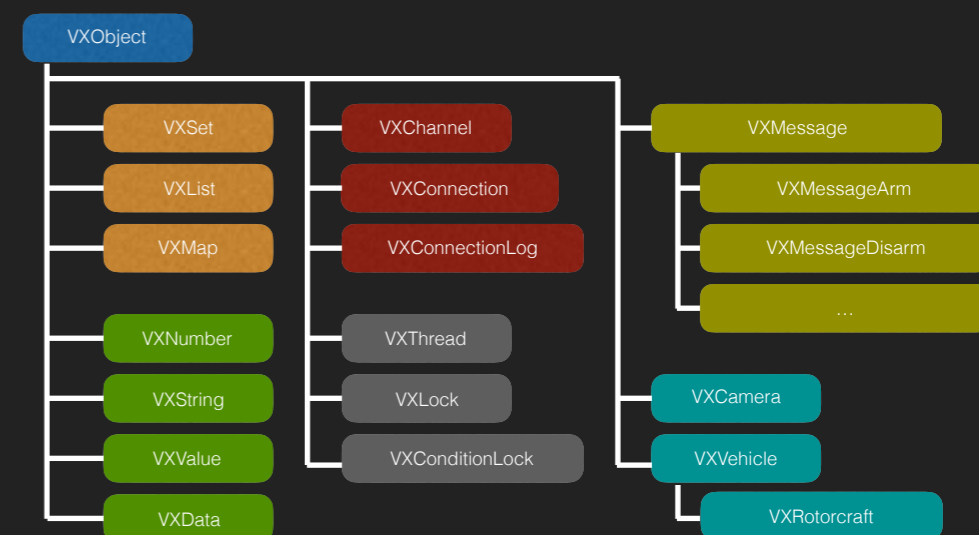 VXObject
VXSet
VXList
VXMap
VXNumber
VXString
VXValue
VXData
VXChannel
VXConnection
VXConnectionLog
VXThread
VXLock
VXConditionLock
VXMessage
VXMessageArm
VXMessageDisarm
...
VXCamera
VXVehicle
VXRotorcraft